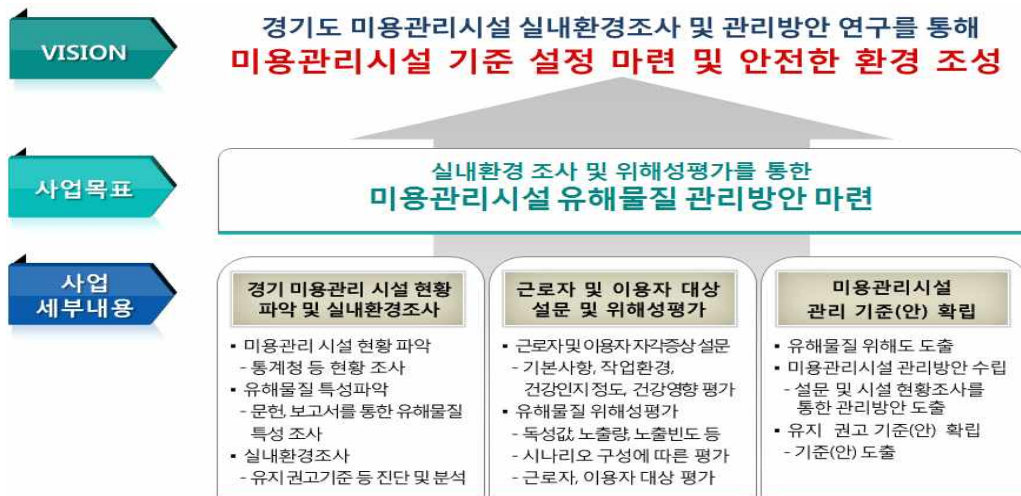 VISION
경기도 미용관리시설 실내환경조사 및 관리방안 연구를 통해
미용관리시설 기준 설정 마련 및 안전한 환경 조성
사업목표
실내환경 조사 및 위해성평가를 통한
미용관리시설 유해물질 관리방안 마련
사업
세부내용
경기 미용관리 시설 현황
파악 및 실내환경조사
▪ 미용관리 시설 현황 파악
- 통계청 등 현황 조사
▪ 유해물질 특성파악
- 문헌, 보고서를 통한 유해물질
특성 조사
▪ 실내환경조사
- 유지 권고기준 등 진단 및 분석
근로자 및 이용자 대상
설문 및 위해성평가
▪ 근로자 및 이용자 자각증상 설문
- 기본사항, 작업환경,
건강인지 정도, 건강영향 평가
▪ 유해물질 위해성평가
- 독성값, 노출량, 노출빈도 등
- 시나리오 구성에 따른 평가
- 근로자, 이용자 대상 평가
미용관리시설
관리 기준(안) 확립
▪ 유해물질 위해도 도출
▪ 미용관리시설 관리방안 수립
- 설문 및 시설 현황조사를
통한 관리방안 도출
▪ 유지 권고 기준(안) 확립
- 기준(안) 도출